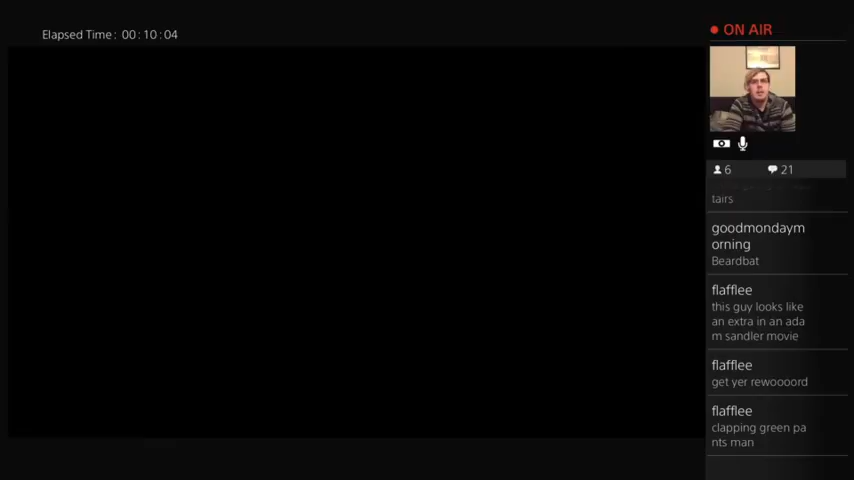 Elapsed Time: 00:10:04
ON AIR
6 21
tairs
goodmondaym
orning
Beardbat
flafflee
this guy looks like
an extra in an ada
m sandler movie
flafflee
get yer rewoooord
flafflee
clapping green pa
nts man